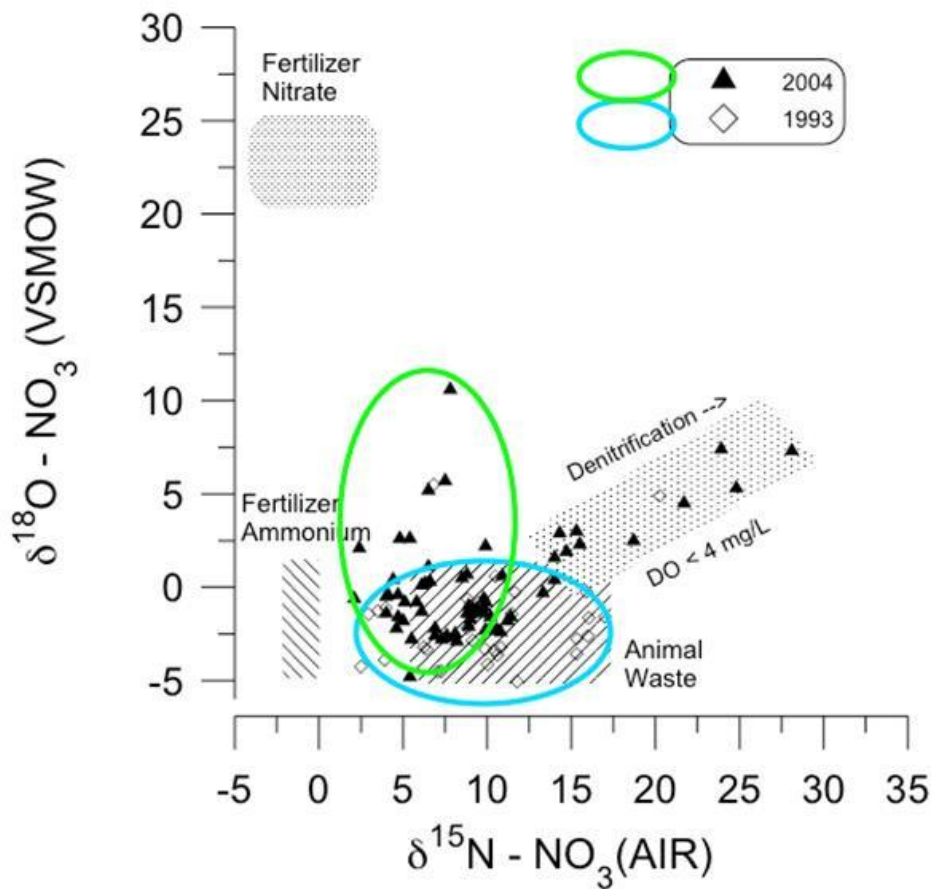 30
25
20
15
10
5
0
-5
δ18O - NO3 (VSMOW)
Fertilizer
Nitrate
2004
1993
Denitrification -->
Fertilizer
Ammonium
DO < 4 mg/L
Animal
Waste
-5 0 5 10 15 20 25 30 35
δ15N - NO3(AIR)